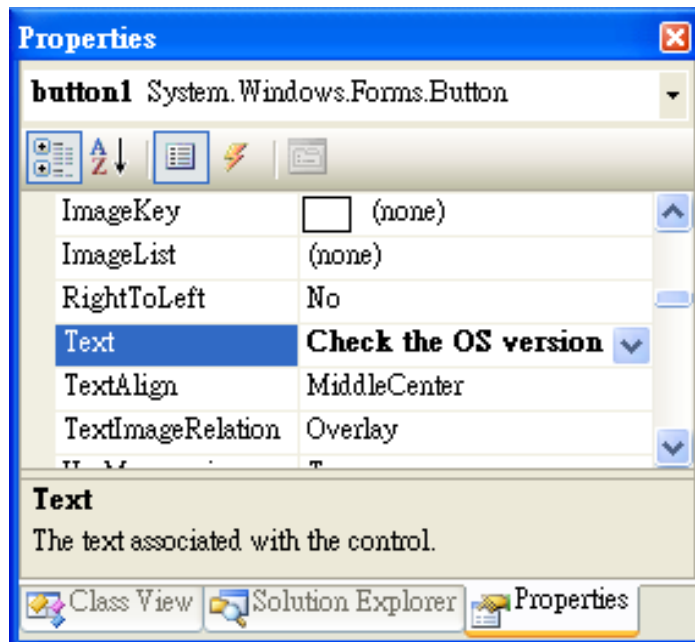 Properties
button1 System.Windows.Forms.Button
ImageKey (none)
ImageList (none)
RightToLeft No
Text Check the OS version
TextAlign MiddleCenter
TextImageRelation Overlay
Text
The text associated with the control.
Class View Solution Explorer Properties